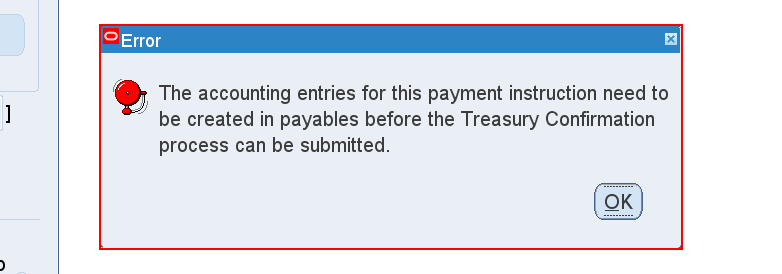 Error
The accounting entries for this payment instruction need to
be created in payables before the Treasury Confirmation
process can be submitted.
OK
]